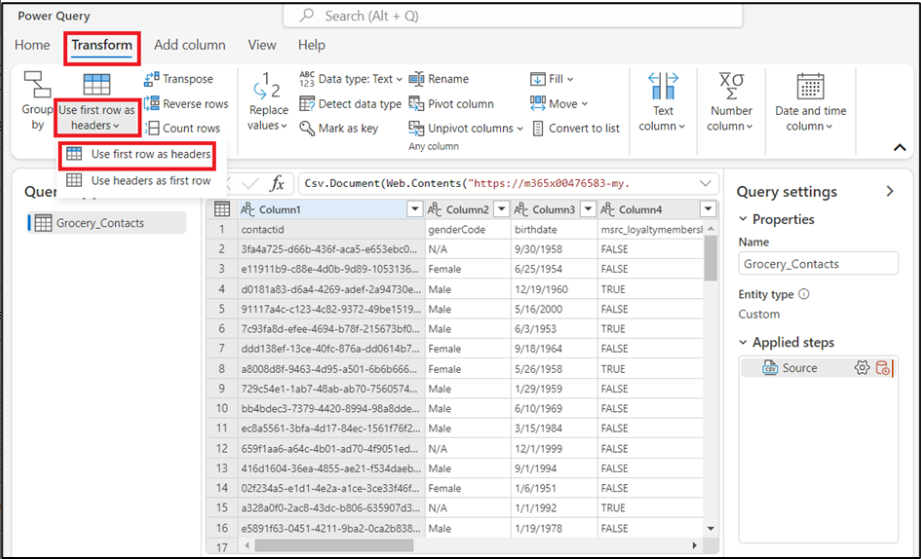 Power Query
Search (Alt + Q)
Home Transform Add column View Help
Group by
Use first row as headers
Transpose
Reverse rows
Count rows
Replace values
ABC 123 Data type: Text
Detect data type
Mark as key
Rename
Pivot column
Unpivot columns
Fill
Move
Convert to list
Any column
Text column
Number column
Date and time column
Use first row as headers
Use headers as first row
Grocery_Contacts
fx Csv.Document(Web.Contents("https://m365x00476583-my.
Column1 Column2 Column3 Column4
1 contactid genderCode birthdate
2 3fa4a725-d66b-436f-aca5-e653ebc0... N/A 9/30/1958 FALSE
3 e11911b9-c88e-4d0b-9d89-1053136... Female 6/25/1954 FALSE
4 d0181a83-d6a4-4269-adef-2a94730e... Male 12/19/1960 TRUE
5 91117a4c-c123-4c82-9372-49be1519... Male 5/16/2000 FALSE
6 7c93fa8d-efee-4694-b78f-215673bf0... Male 6/3/1953 TRUE
7 ddd138ef-13ce-40fc-876a-dd0614b7... Female 9/18/1964 FALSE
8 a8008d8f-9463-4d95-a501-6b6b666... Female 5/26/1958 TRUE
9 729c54e1-1ab7-48ab-ab70-7560574... Male 1/29/1959 FALSE
10 bb4bdec3-7379-4420-8994-98a8dde... Male 6/10/1969 FALSE
11 ec8a5561-3bfa-4d17-84ec-1561f76f2... Male 3/15/1984 FALSE
12 659f1aa6-a64c-4b01-ad70-4f9051ed... N/A 12/1/1999 FALSE
13 416d1604-36ea-4855-ae21-f534daeb... Male 9/1/1994 FALSE
14 02f234a5-e1d1-4e2a-a1ce-3ce33f46f... Female 1/6/1951 FALSE
15 a328f0a0-2ac8-43dc-b806-635907d3... N/A 1/1/1992 TRUE
16 e5891f63-0451-4211-9ba2-0ca2b838... Male 1/19/1978 FALSE
17
Query settings
Properties
Name
Grocery_Contacts
Entity type
Custom
Applied steps
Source